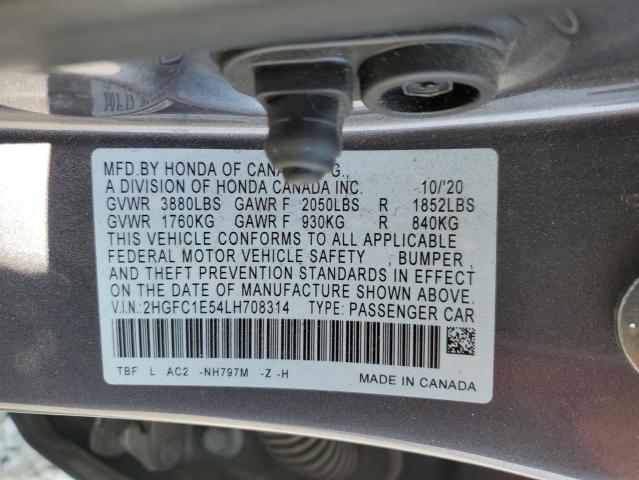 MFD.BY HONDA OF CANA G.,
A DIVISION OF HONDA CANADA INC. 10/'20
GVWR 3880LBS GAWR F 2050LBS R 1852LBS
GVWR 1760KG GAWR F 930KG R 840KG
THIS VEHICLE CONFORMS TO ALL APPLICABLE
FEDERAL MOTOR VEHICLE SAFETY , BUMPER ,
AND THEFT PREVENTION STANDARDS IN EFFECT
ON THE DATE OF MANUFACTURE SHOWN ABOVE.
V.I.N.:2HGFC1E54LH708314 TYPE: PASSENGER CAR
TBF L AC2 -NH797M -Z -H
MADE IN CANADA